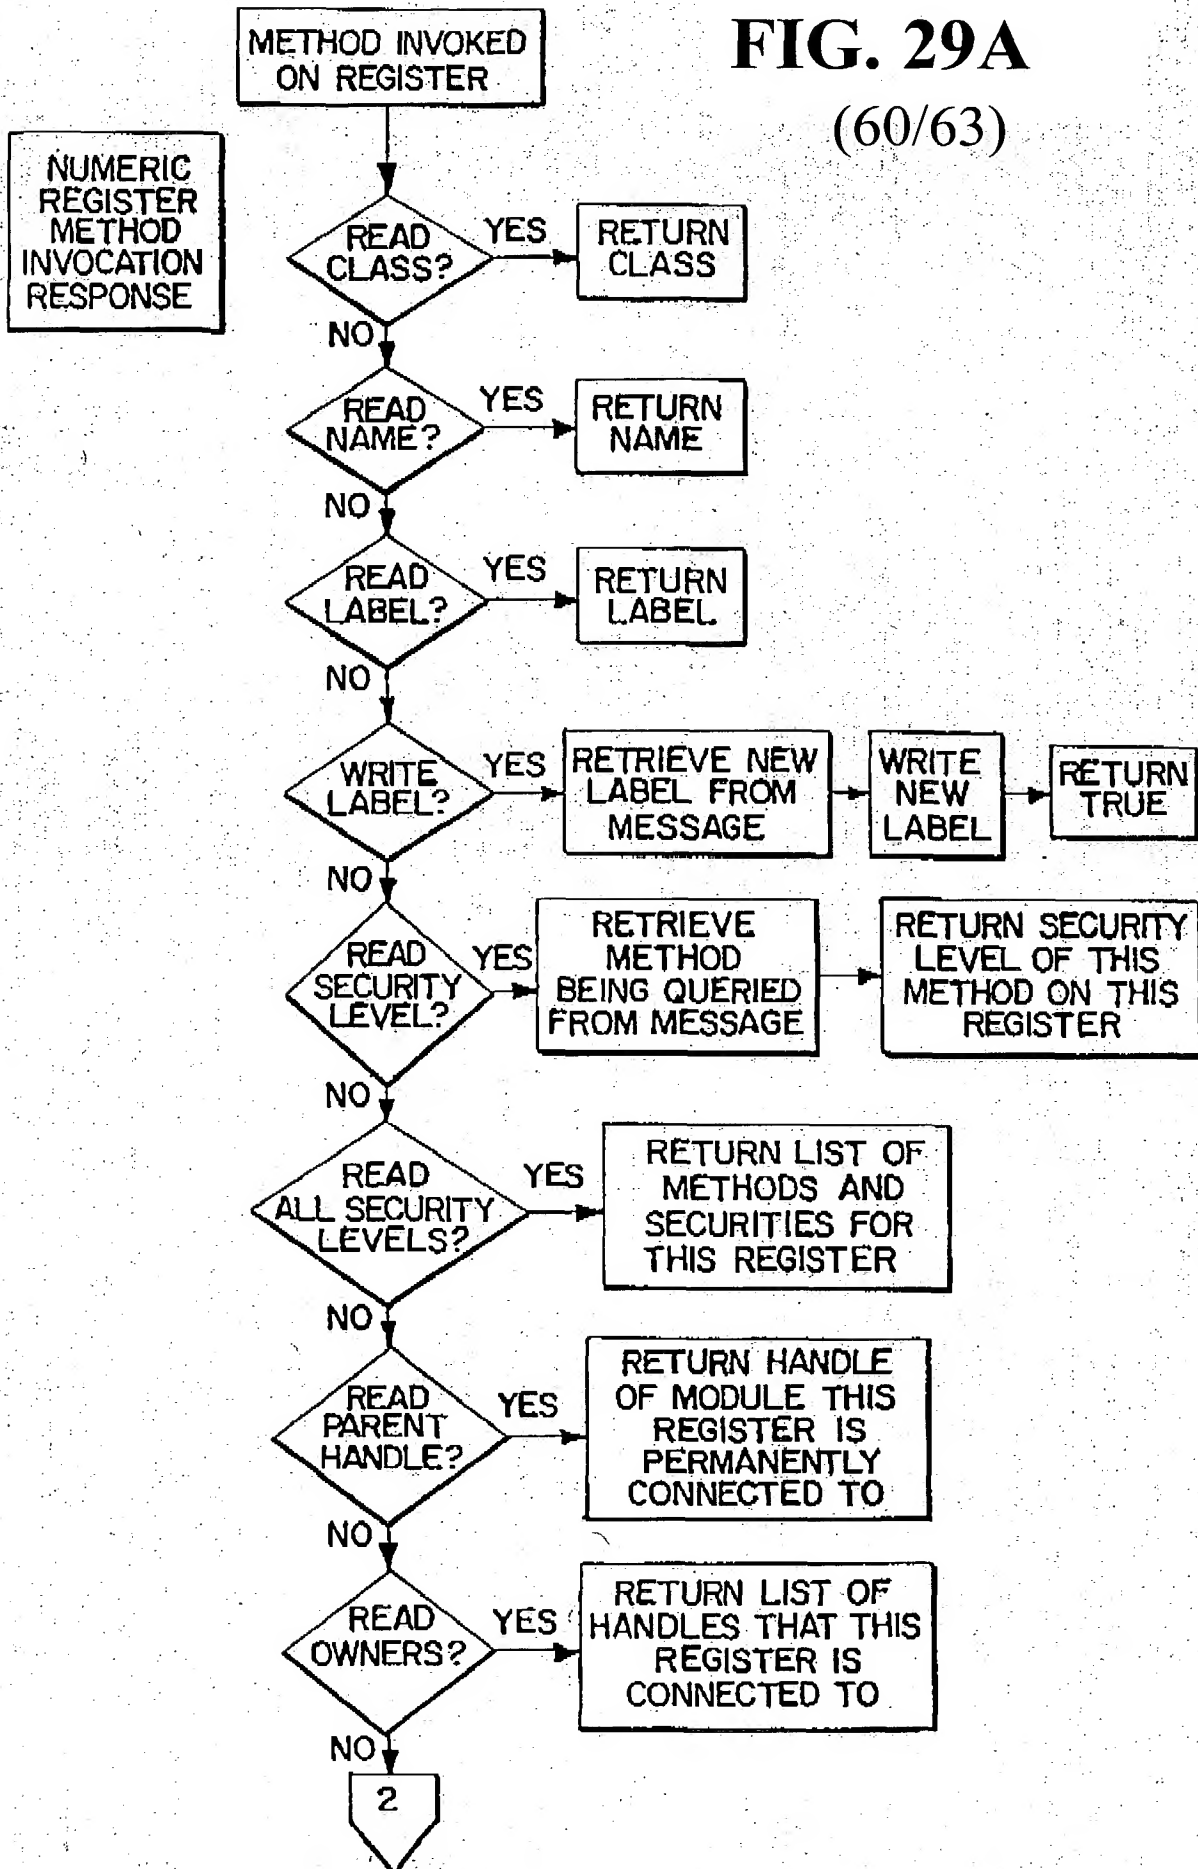 FIG. 29A
(60/63)
METHOD INVOKED
ON REGISTER
NUMERIC
REGISTER
METHOD
INVOCATION
RESPONSE
READ
CLASS?
YES
RETURN
CLASS
NO
READ
NAME?
YES
RETURN
NAME
NO
READ
LABEL?
YES
RETURN
LABEL
NO
WRITE
LABEL?
YES
RETRIEVE NEW
LABEL FROM
MESSAGE
WRITE
NEW
LABEL
RETURN
TRUE
NO
READ
SECURITY
LEVEL?
YES
RETRIEVE
METHOD
BEING QUERIED
FROM MESSAGE
RETURN SECURITY
LEVEL OF THIS
METHOD ON THIS
REGISTER
NO
READ
ALL SECURITY
LEVELS?
YES
RETURN LIST OF
METHODS AND
SECURITIES FOR
THIS REGISTER
NO
READ
PARENT
HANDLE?
YES
RETURN HANDLE
OF MODULE THIS
REGISTER IS
PERMANENTLY
CONNECTED TO
NO
READ
OWNERS?
YES
RETURN LIST OF
HANDLES THAT THIS
REGISTER IS
CONNECTED TO
NO
2